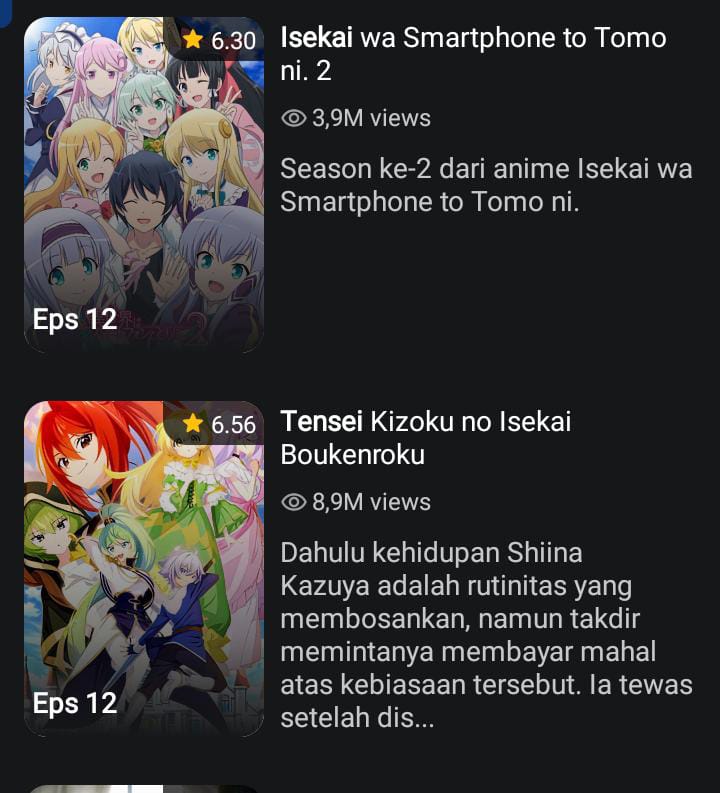 6.30
Isekai wa Smartphone to Tomo
ni. 2
3,9M views
Season ke-2 dari anime Isekai wa
Smartphone to Tomo ni.
Eps 12
6.56
Tensei Kizoku no Isekai
Boukenroku
8,9M views
Dahulu kehidupan Shiina
Kazuya adalah rutinitas yang
membosankan, namun takdir
memintanya membayar mahal
atas kebiasaan tersebut. Ia tewas
setelah dis...
Eps 12